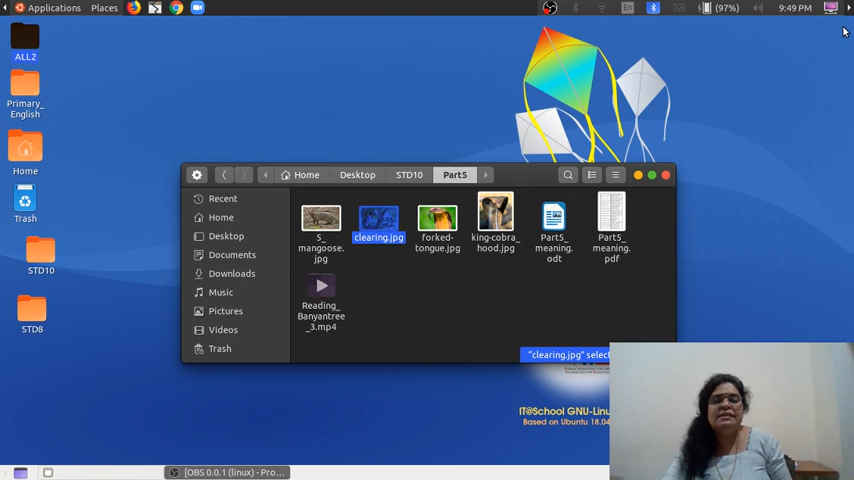 Applications Places En (97%) 9:49 PM
ALL2
Primary_
English
Home
Trash
STD10
STD8
Home Desktop STD10 Part5
Recent
Home
Desktop
Documents
Downloads
Music
Pictures
Videos
Trash
5_
mangoose.
jpg
clearing.jpg
forked-
tongue.jpg
king-cobra_
hood.jpg
Part5_
meaning.
odt
Part5_
meaning.
pdf
Reading_
Banyantree
_3.mp4
"clearing.jpg" select
IT@School GNU-Linu
Based on Ubuntu 18.04
[OBS 0.0.1 (linux) - Pro...